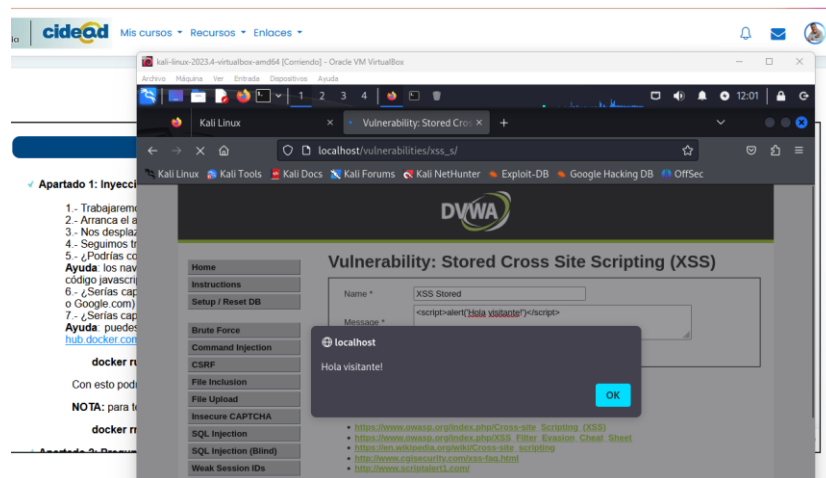 cidead
Mis cursos
Recursos
Enlaces
kali-linux-2023.4-virtualbox-amd64 [Corriendo] - Oracle VM VirtualBox
Archivo Máquina Ver Entrada Dispositivos Ayuda
1 2 3 4
12:01
Kali Linux
Vulnerability: Stored Cros
localhost/vulnerabilities/xss_s/
Kali Linux Kali Tools Kali Docs Kali Forums Kali NetHunter Exploit-DB Google Hacking DB OffSec
Apartado 1: Inyecci
1.- Trabajaremo
2.- Arranca el a
3.- Nos desplaz
4.- Seguimos tr
5.- ¿Podrías co
Ayuda: los nav
código javascri
6.- ¿Serías cap
o Google.com)
7.- ¿Serías cap
Ayuda: puedes
hub.docker.com
docker ru
Con esto podr
NOTA: para te
docker rr
DVWA
Home
Instructions
Setup / Reset DB
Brute Force
Command Injection
CSRF
File Inclusion
File Upload
Insecure CAPTCHA
SQL Injection
SQL Injection (Blind)
Weak Session IDs
Vulnerability: Stored Cross Site Scripting (XSS)
Name *
XSS Stored
Message *
<script>alert('Hola visitante!')</script>
localhost
Hola visitante!
OK
https://www.owasp.org/index.php/Cross-site_Scripting_(XSS)
https://www.owasp.org/index.php/XSS_Filter_Evasion_Cheat_Sheet
https://en.wikipedia.org/wiki/Cross-site_scripting
http://www.cgisecurity.com/xss-faq.html
http://www.scriptalert1.com/